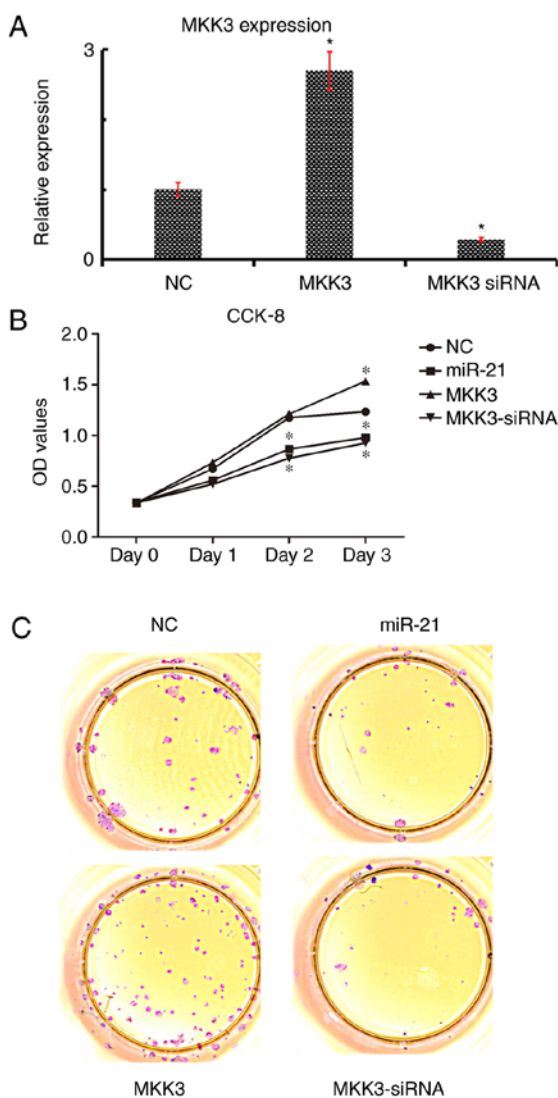 A
MKK3 expression
3
Relative expression
0
*
*
NC
MKK3
MKK3 siRNA
B
CCK-8
2.0
1.5
1.0
0.5
0.0
OD values
Day 0
Day 1
Day 2
Day 3
*
*
*
*
*
NC
miR-21
MKK3
MKK3-siRNA
C
NC
miR-21
MKK3
MKK3-siRNA